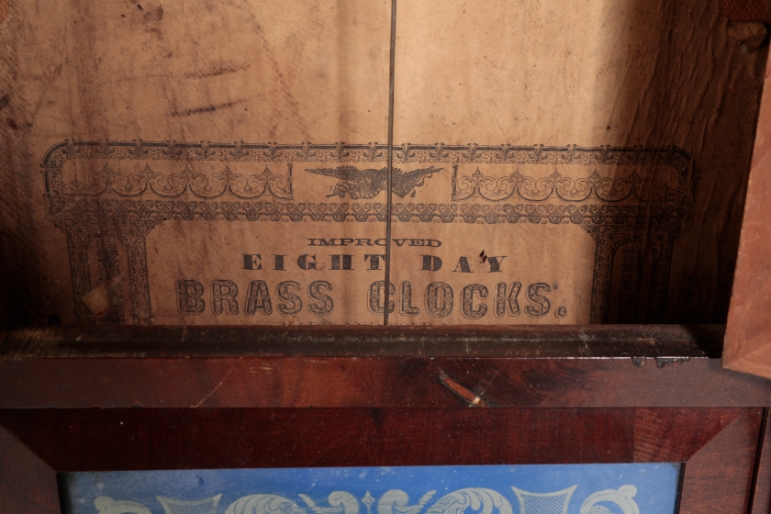 IMPROVED
EIGHT DAY
BRASS CLOCKS.